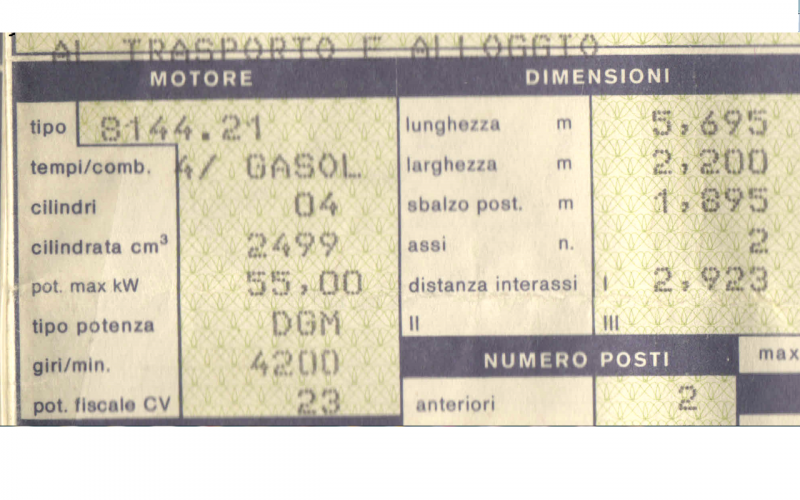 AL TRASPORTO E ALLOGGIO
MOTORE
tipo 8144.21
tempi/comb. 4/ GASOL
cilindri 04
cilindrata cm³ 2499
pot. max kW 55,00
tipo potenza DGM
giri/min. 4200
pot. fiscale CV 23
DIMENSIONI
lunghezza m 5,695
larghezza m 2,200
sbalzo post. m 1,895
assi n. 2
distanza interassi I 2,923
II III
NUMERO POSTI
max
anteriori 2